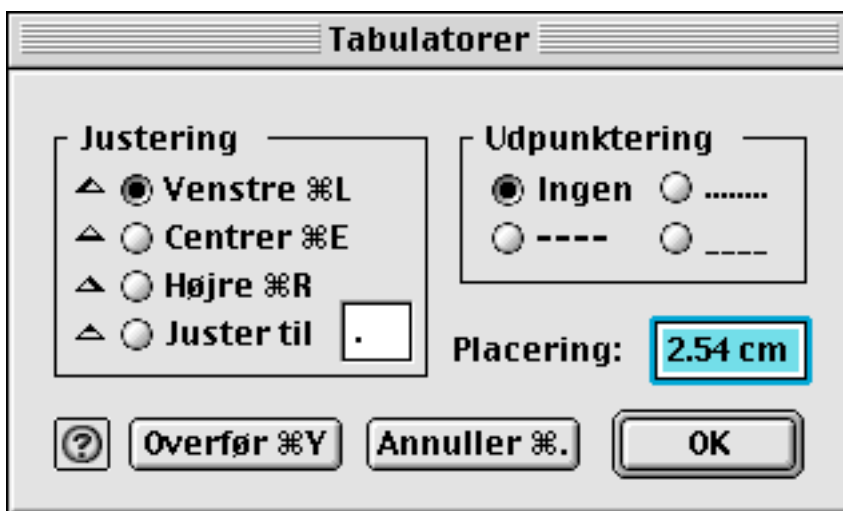 Tabulatorer
Justering
Venstre ⌘L
Centrer ⌘E
Højre ⌘R
Juster til .
Udpunktering
Ingen ........
---- ____
Placering: 2.54 cm
? Overfør ⌘Y Annuller ⌘. OK